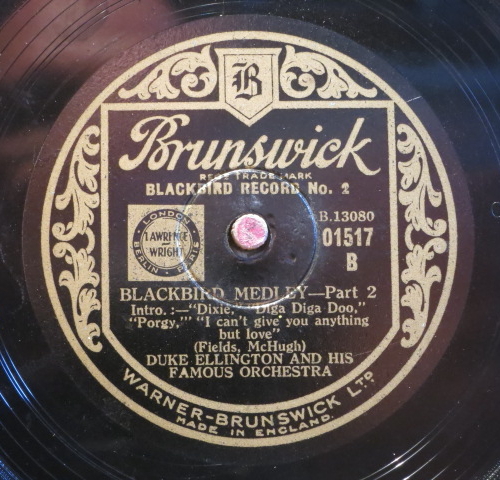 B
Brunswick
REGD TRADE MARK
BLACKBIRD RECORD No. 2
LONDON
LAWRENCE
WRIGHT
BERLIN PARIS
B.13080
01517
B
BLACKBIRD MEDLEY—Part 2
Intro. :—"Dixie," "Diga Diga Doo,"
"Porgy,"' "I can't give you anything
but love"
(Fields, McHugh)
DUKE ELLINGTON AND HIS
FAMOUS ORCHESTRA
WARNER-BRUNSWICK LTD
MADE IN ENGLAND.